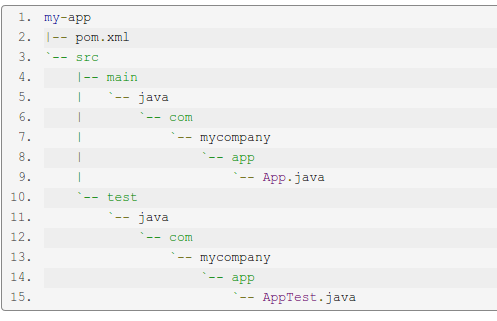 1. my-app
2. |-- pom.xml
3. `-- src
4.     |-- main
5.     |   `-- java
6.     |       `-- com
7.     |           `-- mycompany
8.     |               `-- app
9.     |                   `-- App.java
10.     `-- test
11.         `-- java
12.             `-- com
13.                 `-- mycompany
14.                     `-- app
15.                         `-- AppTest.java